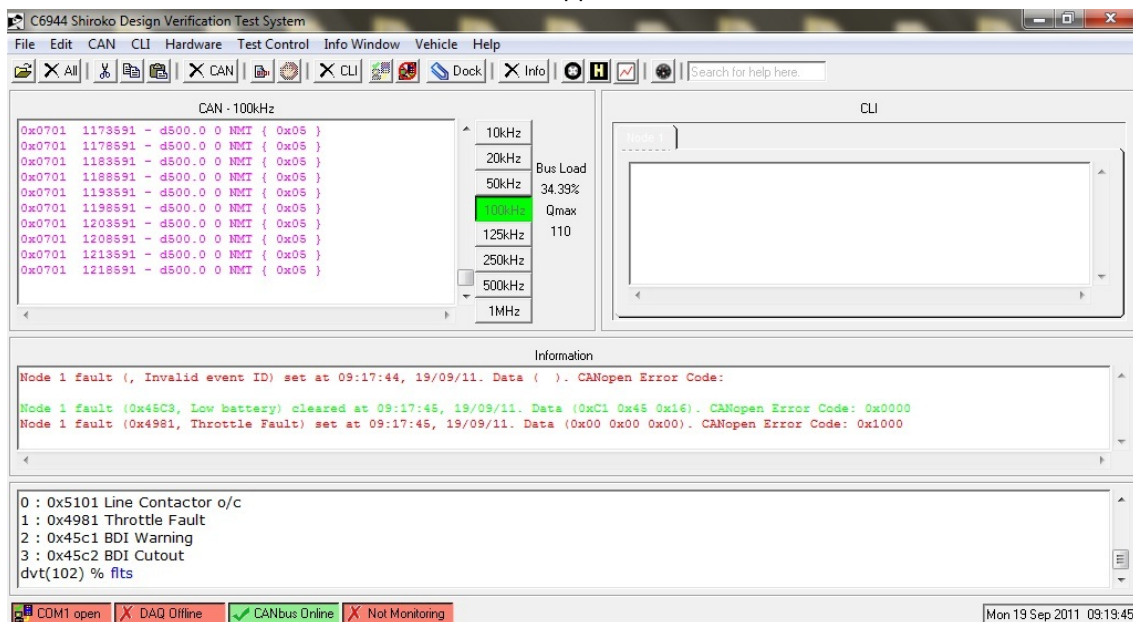 C6944 Shiroko Design Verification Test System
File Edit CAN CLI Hardware Test Control Info Window Vehicle Help
All CAN CLI Dock Info Search for help here.
CAN - 100kHz
0x0701 1173591 - d500.0 0 NMT { 0x05 }
0x0701 1178591 - d500.0 0 NMT { 0x05 }
0x0701 1183591 - d500.0 0 NMT { 0x05 }
0x0701 1188591 - d500.0 0 NMT { 0x05 }
0x0701 1193591 - d500.0 0 NMT { 0x05 }
0x0701 1198591 - d500.0 0 NMT { 0x05 }
0x0701 1203591 - d500.0 0 NMT { 0x05 }
0x0701 1208591 - d500.0 0 NMT { 0x05 }
0x0701 1213591 - d500.0 0 NMT { 0x05 }
0x0701 1218591 - d500.0 0 NMT { 0x05 }
10kHz
20kHz
50kHz
100kHz
125kHz
250kHz
500kHz
1MHz
Bus Load
34.39%
Qmax
110
CLI
Node 1
Information
Node 1 fault (, Invalid event ID) set at 09:17:44, 19/09/11. Data ( ). CANopen Error Code:
Node 1 fault (0x45C3, Low battery) cleared at 09:17:45, 19/09/11. Data (0xC1 0x45 0x16). CANopen Error Code: 0x0000
Node 1 fault (0x4981, Throttle Fault) set at 09:17:45, 19/09/11. Data (0x00 0x00 0x00). CANopen Error Code: 0x1000
0 : 0x5101 Line Contactor o/c
1 : 0x4981 Throttle Fault
2 : 0x45c1 BDI Warning
3 : 0x45c2 BDI Cutout
dvt(102) % flts
COM1 open DAQ Offline CANbus Online Not Monitoring Mon 19 Sep 2011 09:19:45